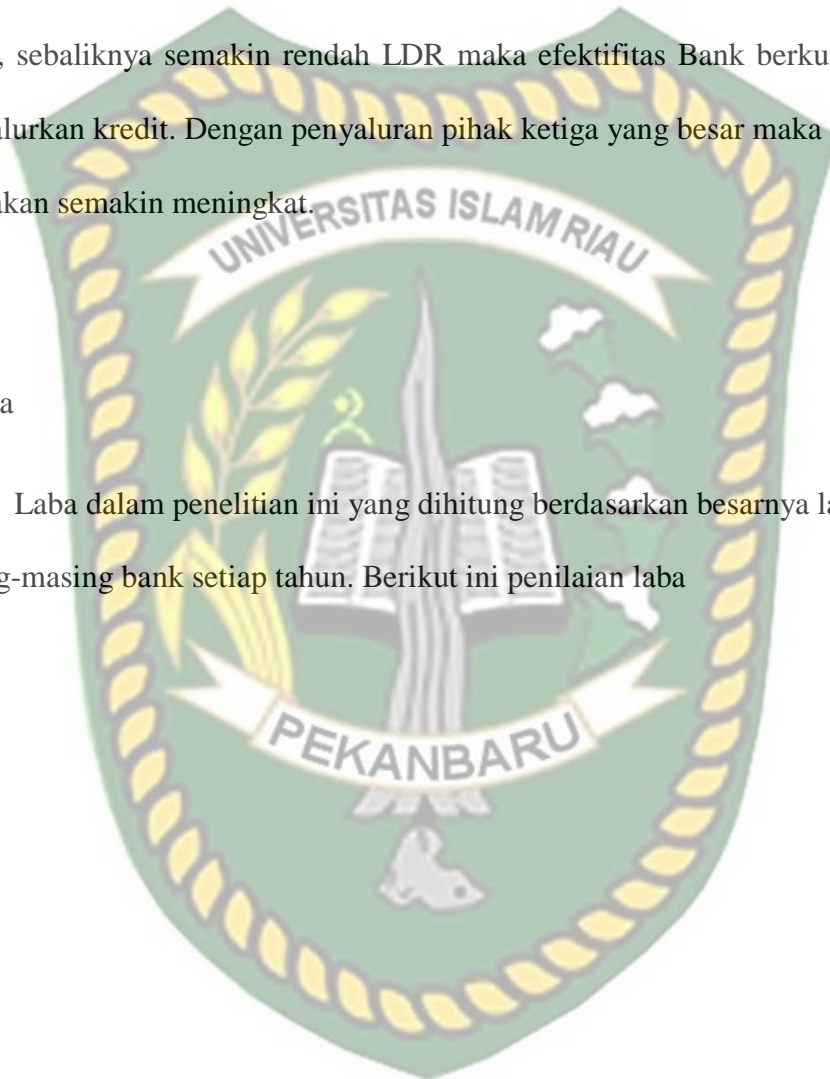 , sebaliknya semakin rendah LDR maka efektifitas Bank berku
alurkan kredit. Dengan penyaluran pihak ketiga yang besar maka
akan semakin meningkat.
UNIVERSITAS ISLAM RIAU
a
Laba dalam penelitian ini yang dihitung berdasarkan besarnya la
g-masing bank setiap tahun. Berikut ini penilaian laba
PEKANBARU